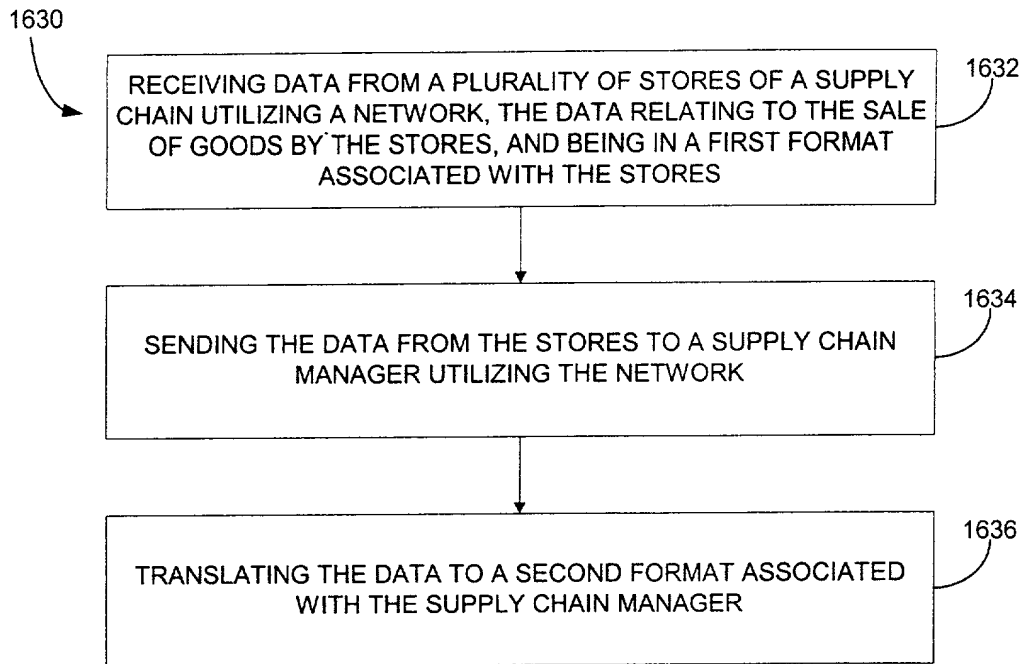 1630
RECEIVING DATA FROM A PLURALITY OF STORES OF A SUPPLY
CHAIN UTILIZING A NETWORK, THE DATA RELATING TO THE SALE
OF GOODS BY THE STORES, AND BEING IN A FIRST FORMAT
ASSOCIATED WITH THE STORES
1632
SENDING THE DATA FROM THE STORES TO A SUPPLY CHAIN
MANAGER UTILIZING THE NETWORK
1634
TRANSLATING THE DATA TO A SECOND FORMAT ASSOCIATED
WITH THE SUPPLY CHAIN MANAGER
1636